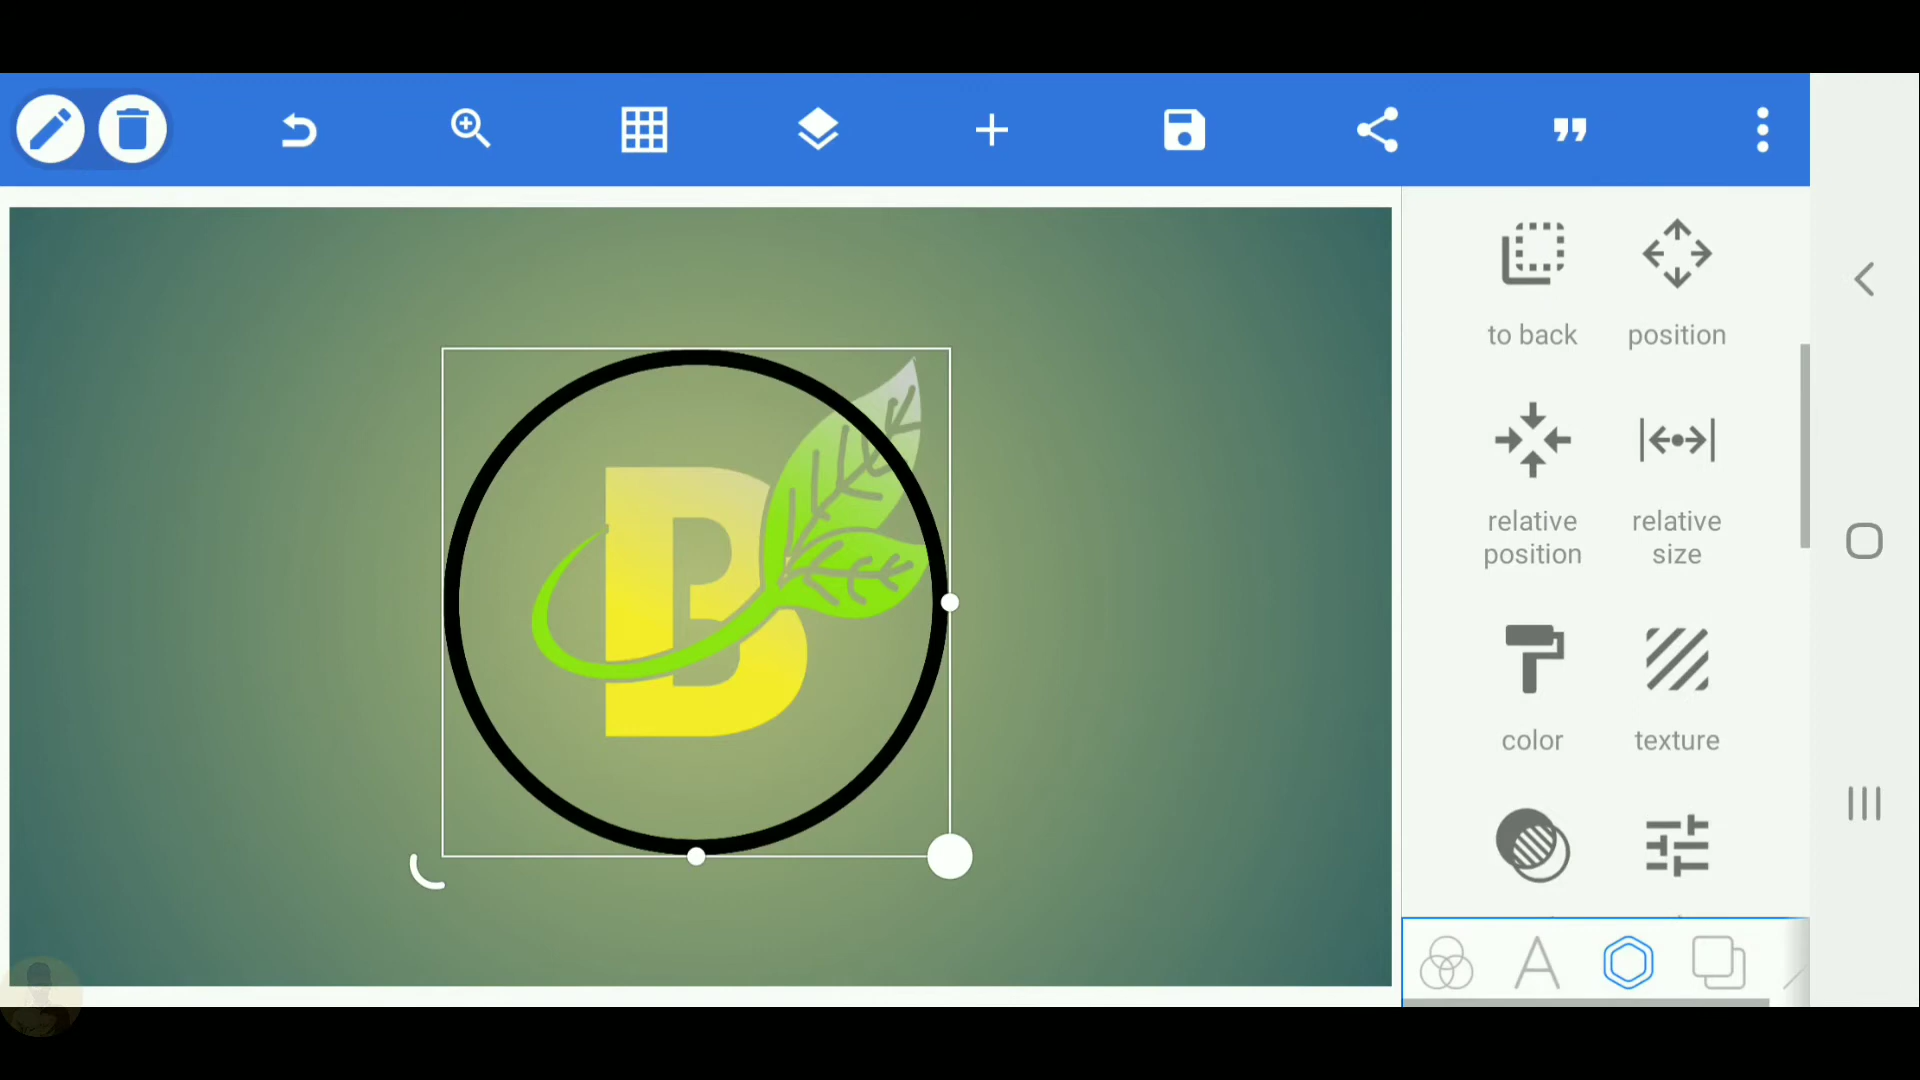 to back
position
relative
position
relative
size
color
texture
B
A